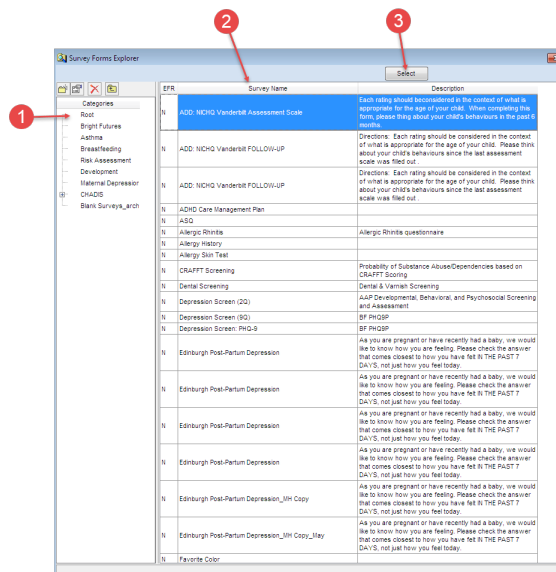 2
3
Survey Forms Explorer
Select
EFR Survey Name Description
Categories
1
Root
Bright Futures
Asthma
Breastfeeding
Risk Assessment
Development
Maternal Depression
CHADIS
Blank Surveys_arch
N ADD: NICHQ Vanderbilt Assessment Scale
Each rating should beconsidered in the context of what is
appropriate for the age of your child. When completing this
form, please think about your child's behaviours in the past 6
months.
N ADD: NICHQ Vanderbilt FOLLOW-UP
Directions: Each rating should be considered in the context
of what is appropriate for the age of your child. Please think
about your child's behaviours since the last assessment
scale was filled out .
N ADD: NICHQ Vanderbilt FOLLOW-UP
Directions: Each rating should be considered in the context
of what is appropriate for the age of your child. Please think
about your child's behaviours since the last assessment
scale was filled out .
N ADHD Care Management Plan
N ASQ
N Allergic Rhinitis Allergic Rhinitis questionnaire
N Allergy History
N Allergy Skin Test
N CRAFFT Screening
Probability of Substance Abuse/Dependencies based on
CRAFFT Scoring
N Dental Screening Dental & Varnish Screening
N Depression Screen (2Q)
AAP Developmental, Behavioral, and Psychosocial Screening
and Assessment
N Depression Screen (9Q) BF PHQ9P
N Depression Screen: PHQ-9 BF PHQ9P
N Edinburgh Post-Partum Depression
As you are pregnant or have recently had a baby, we would
like to know how you are feeling. Please check the answer
that comes closest to how you have felt IN THE PAST 7
DAYS, not just how you feel today.
N Edinburgh Post-Partum Depression
As you are pregnant or have recently had a baby, we would
like to know how you are feeling. Please check the answer
that comes closest to how you have felt IN THE PAST 7
DAYS, not just how you feel today.
N Edinburgh Post-Partum Depression
As you are pregnant or have recently had a baby, we would
like to know how you are feeling. Please check the answer
that comes closest to how you have felt IN THE PAST 7
DAYS, not just how you feel today.
N Edinburgh Post-Partum Depression
As you are pregnant or have recently had a baby, we would
like to know how you are feeling. Please check the answer
that comes closest to how you have felt IN THE PAST 7
DAYS, not just how you feel today.
N Edinburgh Post-Partum Depression_MH Copy
As you are pregnant or have recently had a baby, we would
like to know how you are feeling. Please check the answer
that comes closest to how you have felt IN THE PAST 7
DAYS, not just how you feel today.
N Edinburgh Post-Partum Depression_MH Copy_May
As you are pregnant or have recently had a baby, we would
like to know how you are feeling. Please check the answer
that comes closest to how you have felt IN THE PAST 7
DAYS, not just how you feel today.
N Favorite Color